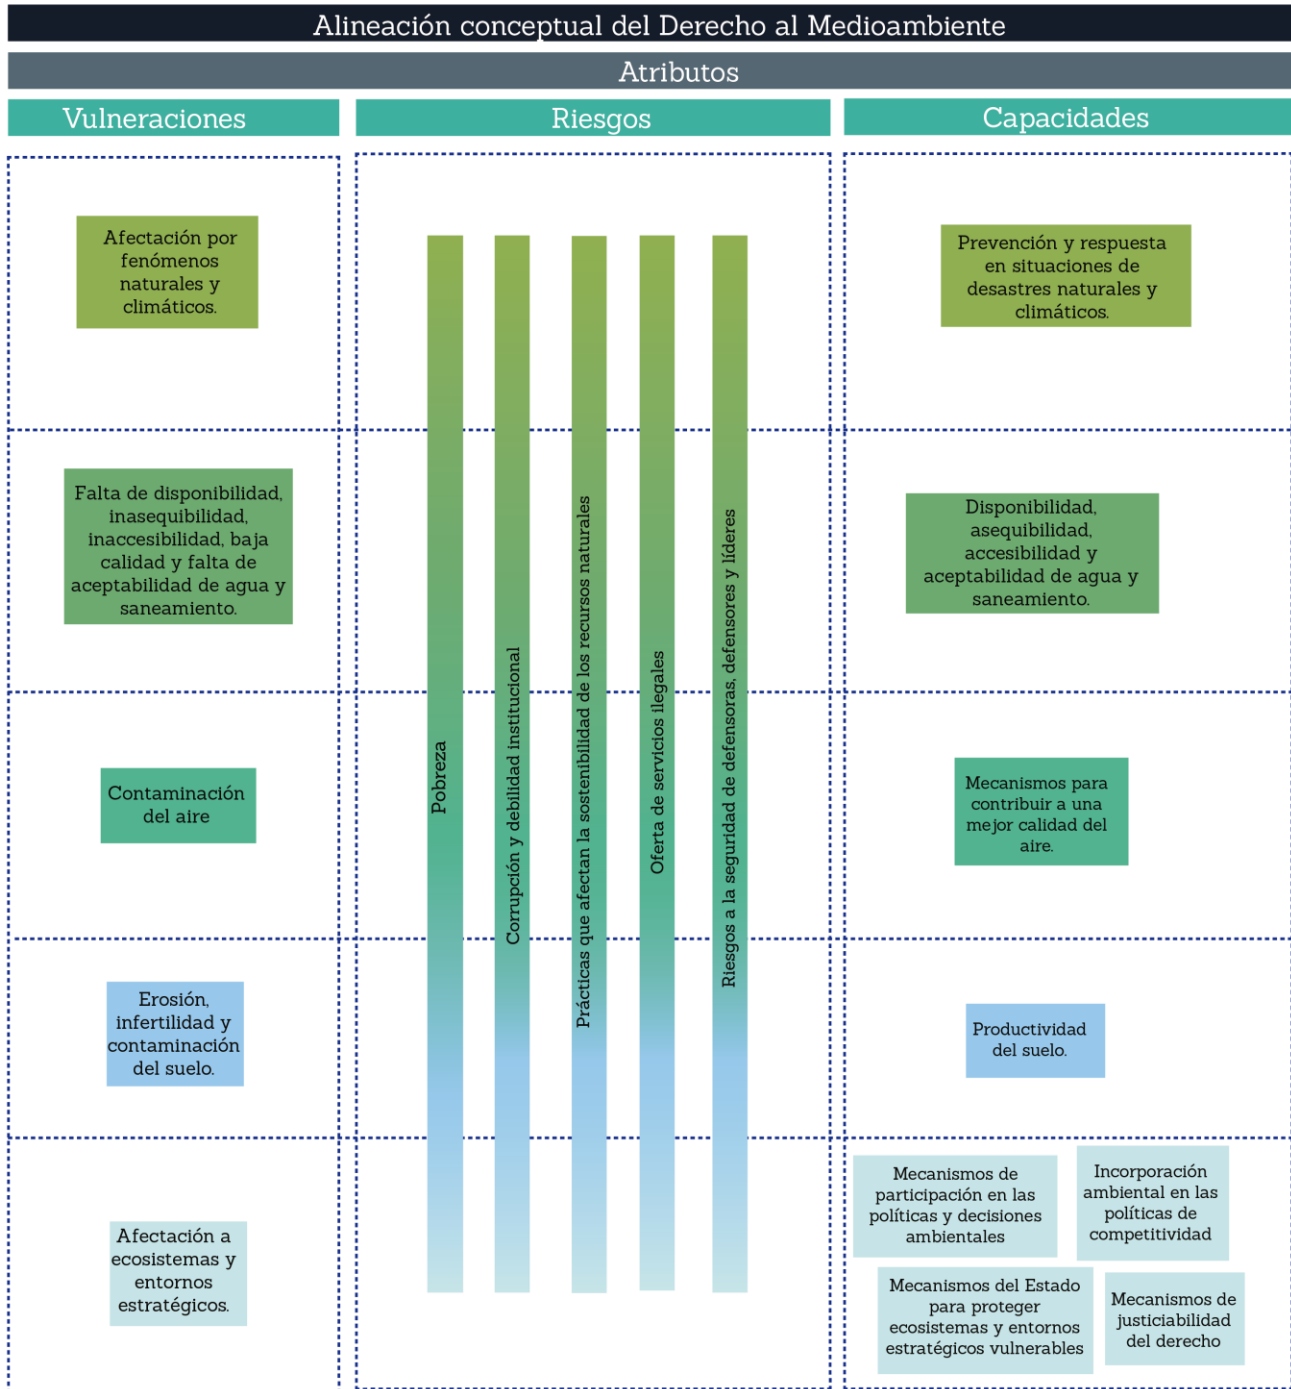 Alineación conceptual del Derecho al Medioambiente
Atributos
Vulneraciones
Riesgos
Capacidades
Afectación por
fenómenos
naturales y
climáticos.
Prevención y respuesta
en situaciones de
desastres naturales y
climáticos.
Falta de disponibilidad,
inasequibilidad,
inaccesibilidad, baja
calidad y falta de
aceptabilidad de agua y
saneamiento.
Disponibilidad,
asequibilidad,
accesibilidad y
aceptabilidad de agua y
saneamiento.
Pobreza
Corrupción y debilidad institucional
Prácticas que afectan la sostenibilidad de los recursos naturales
Oferta de servicios ilegales
Riesgos a la seguridad de defensoras, defensores y líderes
Contaminación
del aire
Mecanismos para
contribuir a una
mejor calidad del
aire.
Erosión,
infertilidad y
contaminación
del suelo.
Productividad
del suelo.
Afectación a
ecosistemas y
entornos
estratégicos.
Mecanismos de
participación en las
políticas y decisiones
ambientales
Incorporación
ambiental en las
políticas de
competitividad
Mecanismos del Estado
para proteger
ecosistemas y entornos
estratégicos vulnerables
Mecanismos de
justiciabilidad
del derecho